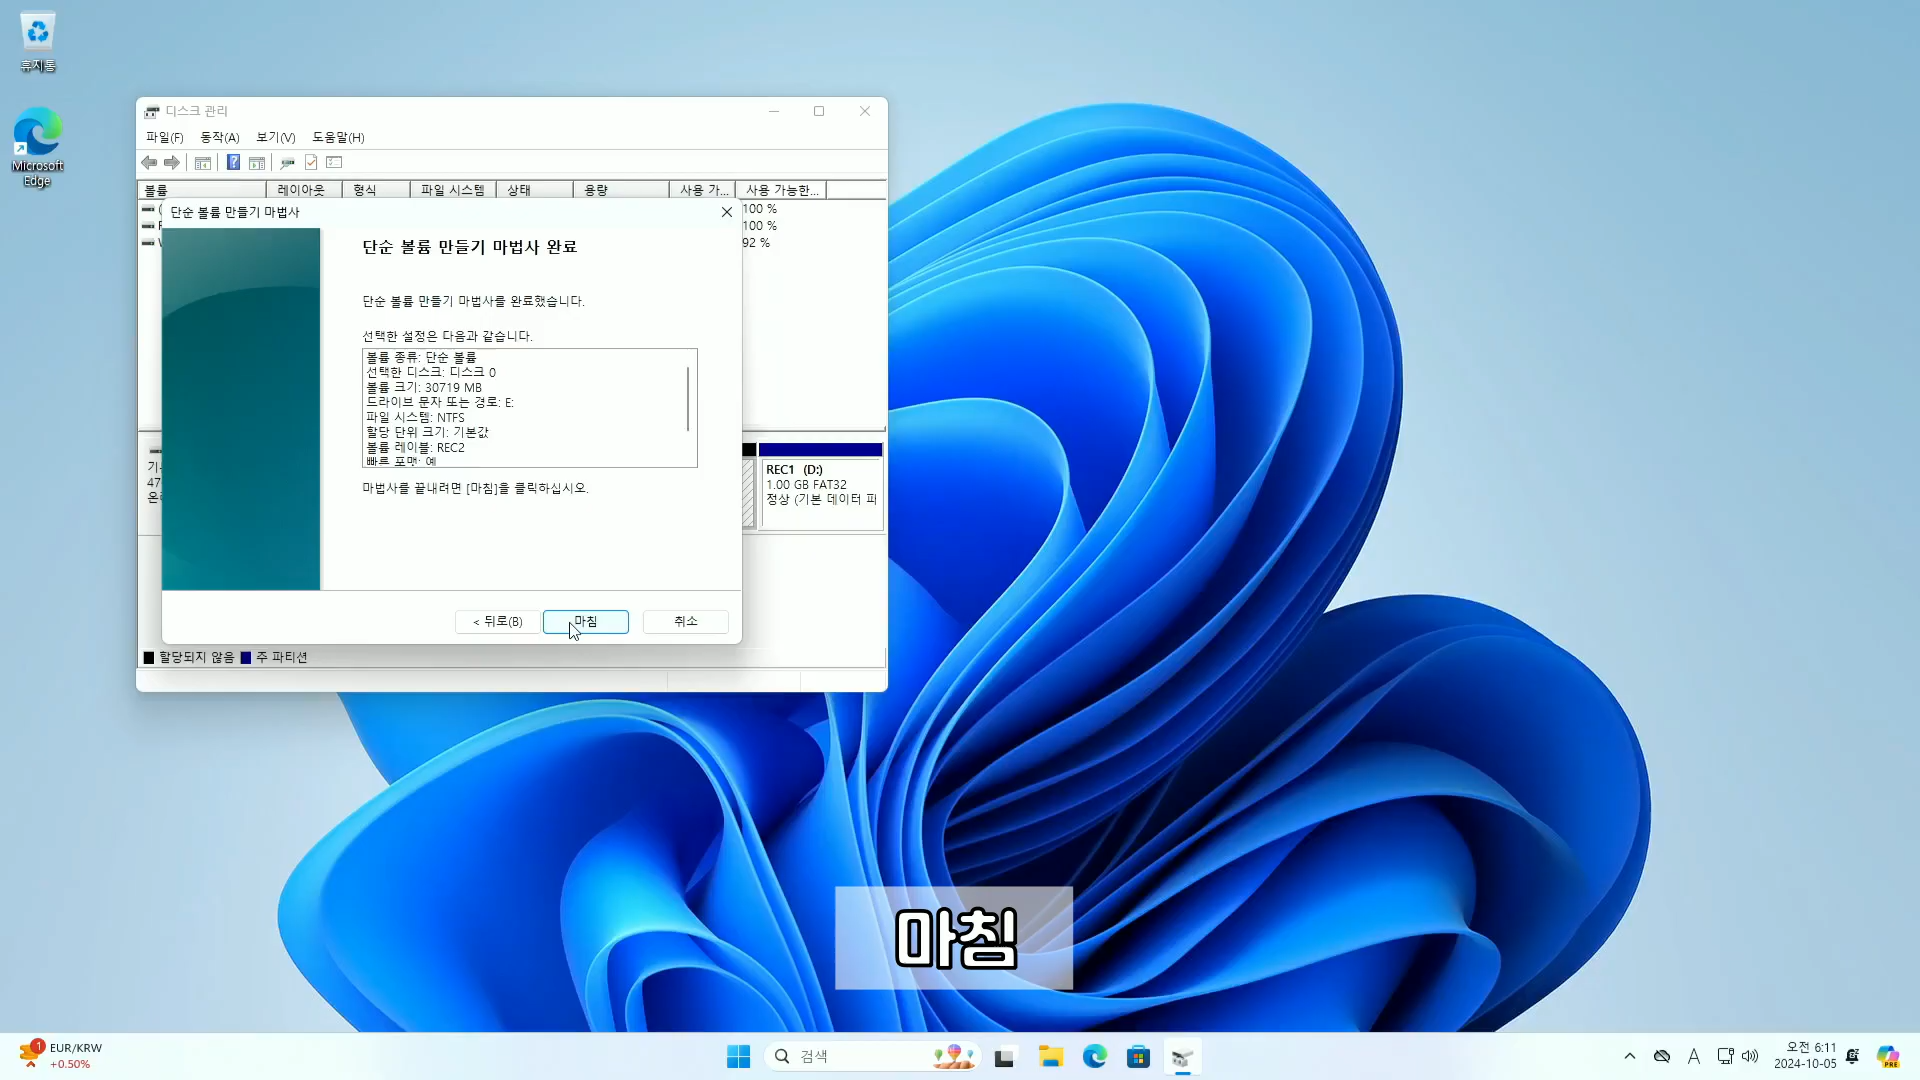 휴지통
Microsoft
Edge
디스크 관리
파일(F) 동작(A) 보기(V) 도움말(H)
볼륨 레이아웃 형식 파일 시스템 상태 용량 사용 가... 사용 가능한...
100 %
100 %
92 %
단순 볼륨 만들기 마법사
단순 볼륨 만들기 마법사 완료
단순 볼륨 만들기 마법사를 완료했습니다.
선택한 설정은 다음과 같습니다.
볼륨 종류: 단순 볼륨
선택한 디스크: 디스크 0
볼륨 크기: 30719 MB
드라이브 문자 또는 경로: E:
파일 시스템: NTFS
할당 단위 크기: 기본값
볼륨 레이블: REC2
빠른 포맷: 예
마법사를 끝내려면 [마침]을 클릭하십시오.
< 뒤로(B) 마침 취소
REC1 (D:)
1.00 GB FAT32
정상 (기본 데이터 파
할당되지 않음 주 파티션
마침
1
EUR/KRW
+0.50%
검색
A
오전 6:11
2024-10-05
PRE